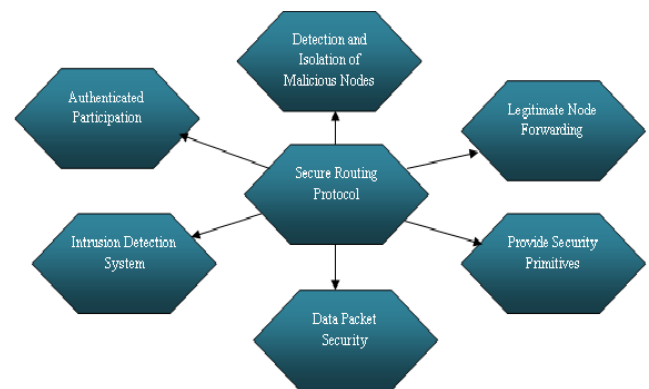 Detection and
Isolation of
Malicious Nodes
Authenticated
Participation
Legitimate Node
Forwarding
Secure Routing
Protocol
Intrusion Detection
System
Provide Security
Primitives
Data Packet
Security